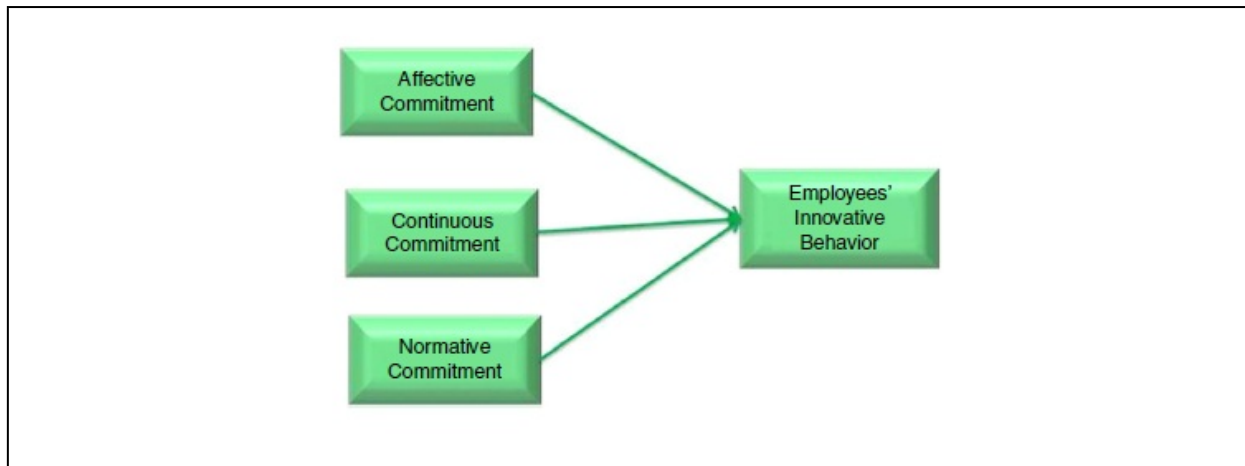 Affective
Commitment
Continuous
Commitment
Normative
Commitment
Employees’
Innovative
Behavior